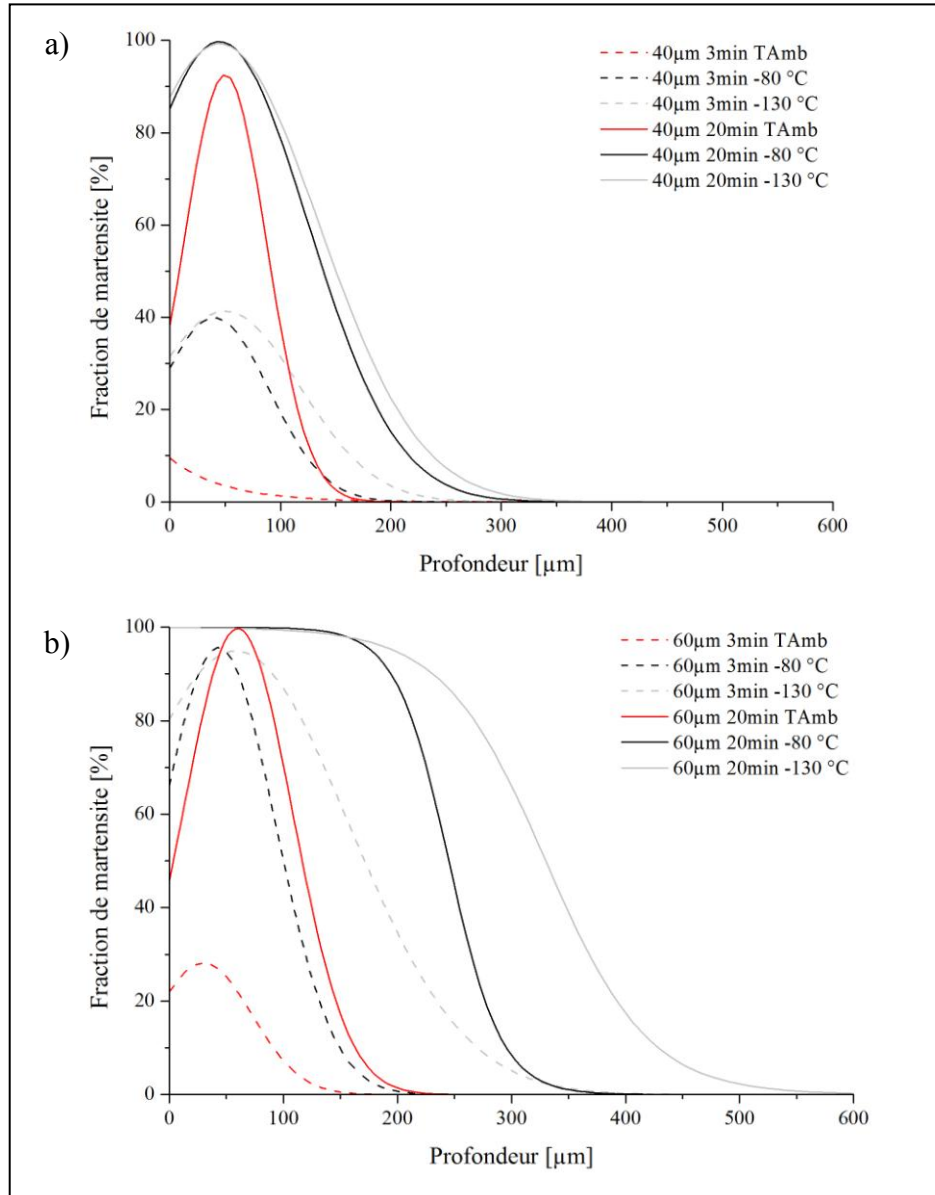 a)
100
80
60
40
20
0
Fraction de martensite [%]
0 100 200 300 400 500 600
Profondeur [µm]
40µm 3min TAmb
40µm 3min -80 °C
40µm 3min -130 °C
40µm 20min TAmb
40µm 20min -80 °C
40µm 20min -130 °C
b)
100
80
60
40
20
0
Fraction de martensite [%]
0 100 200 300 400 500 600
Profondeur [µm]
60µm 3min TAmb
60µm 3min -80 °C
60µm 3min -130 °C
60µm 20min TAmb
60µm 20min -80 °C
60µm 20min -130 °C